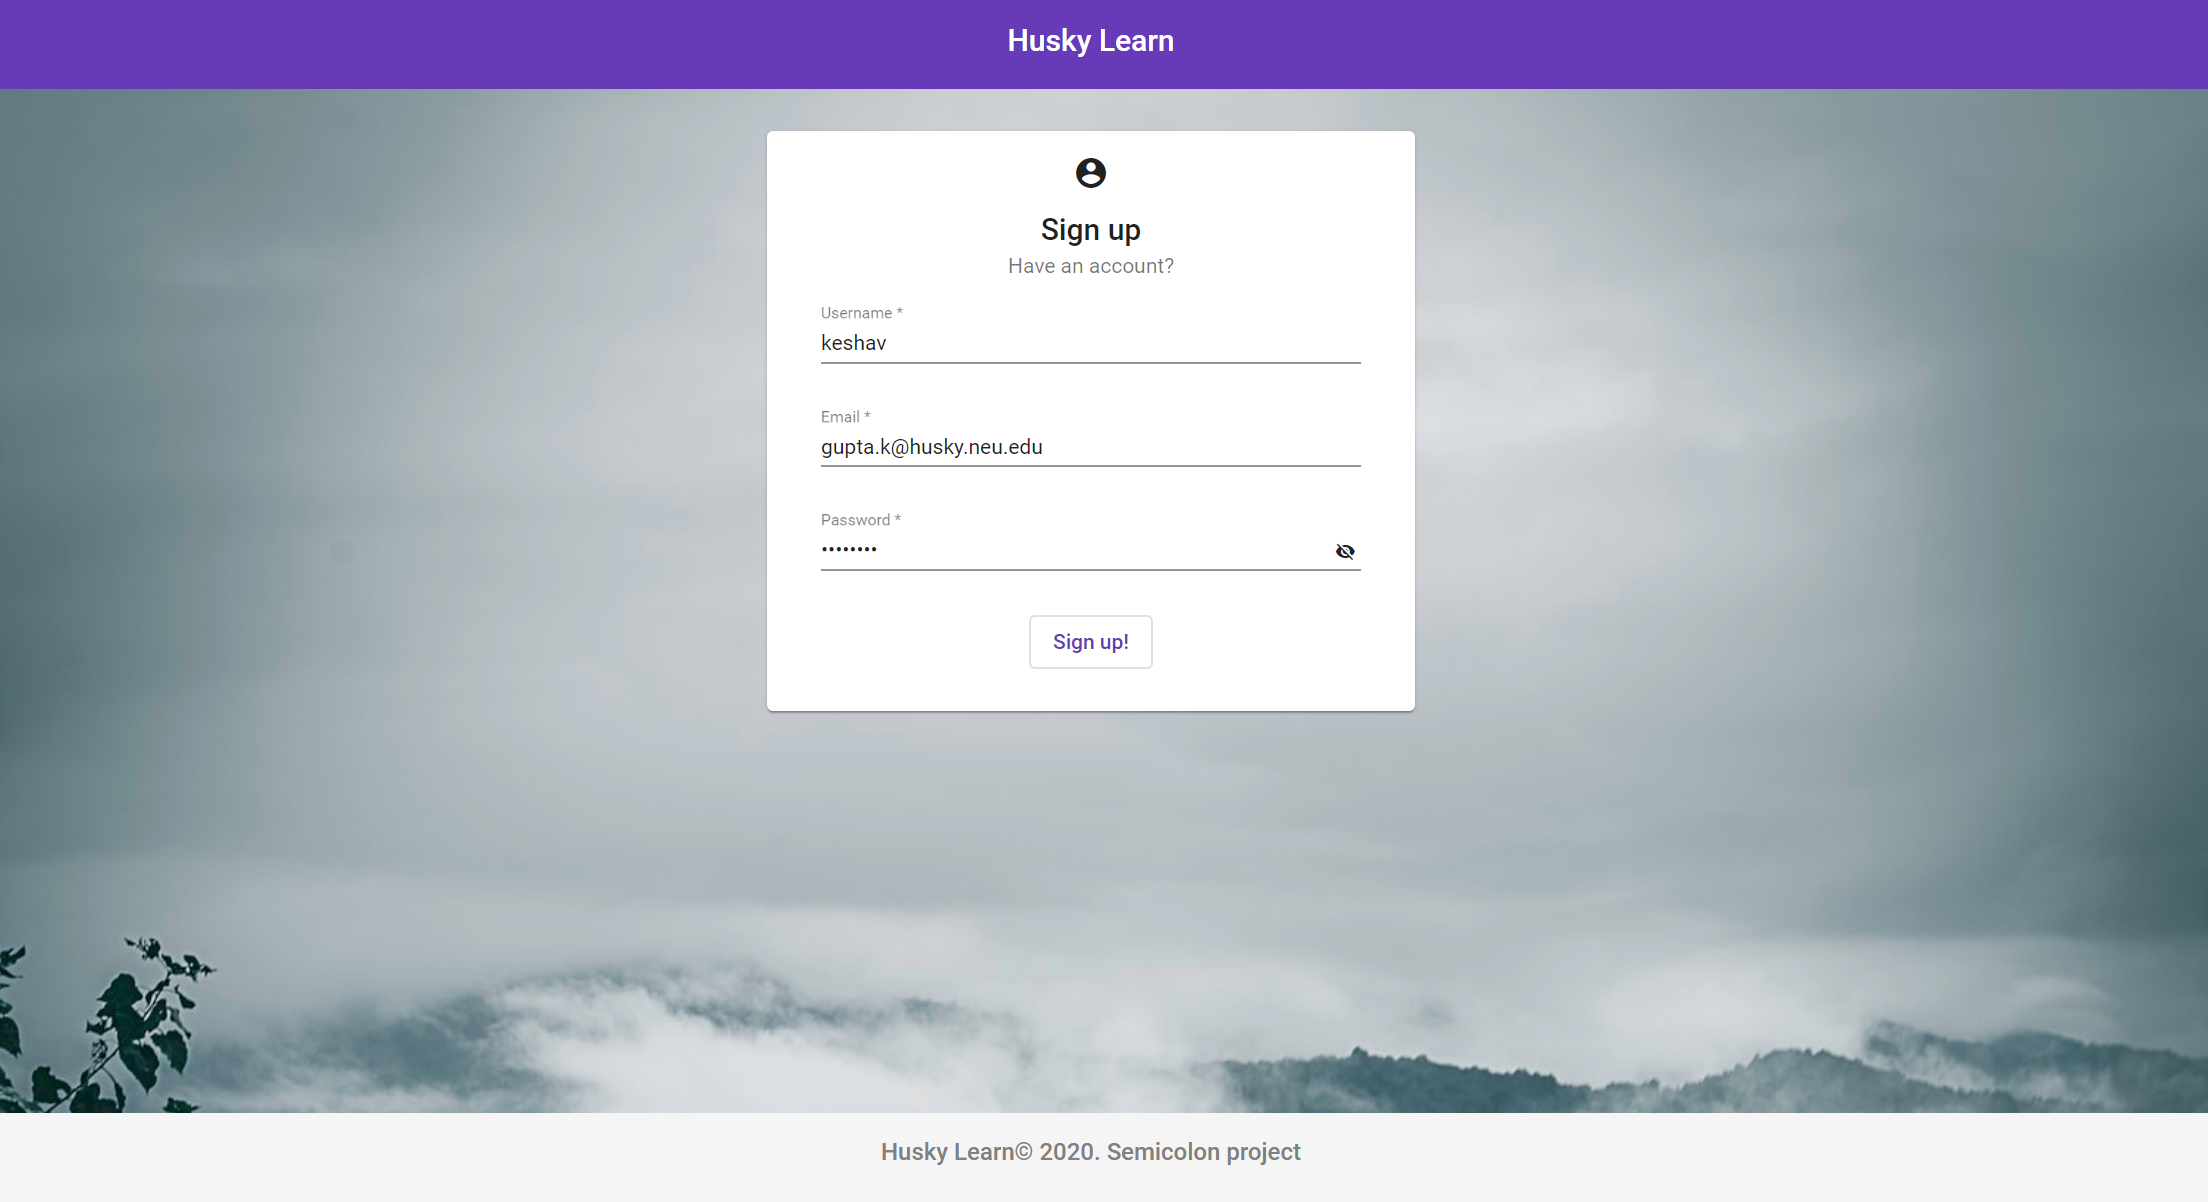 Husky Learn
Sign up
Have an account?
Username *
keshav
Email *
gupta.k@husky.neu.edu
Password *
••••••••
Sign up!
Husky Learn© 2020. Semicolon project